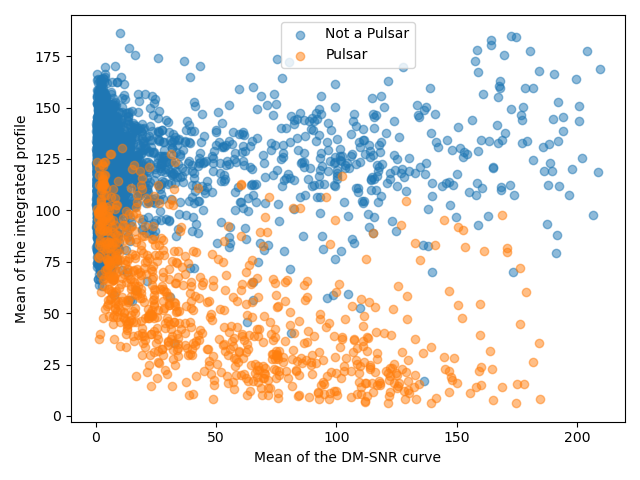 Not a Pulsar
Pulsar
175
150
125
100
75
50
25
0
Mean of the integrated profile
0 50 100 150 200
Mean of the DM-SNR curve